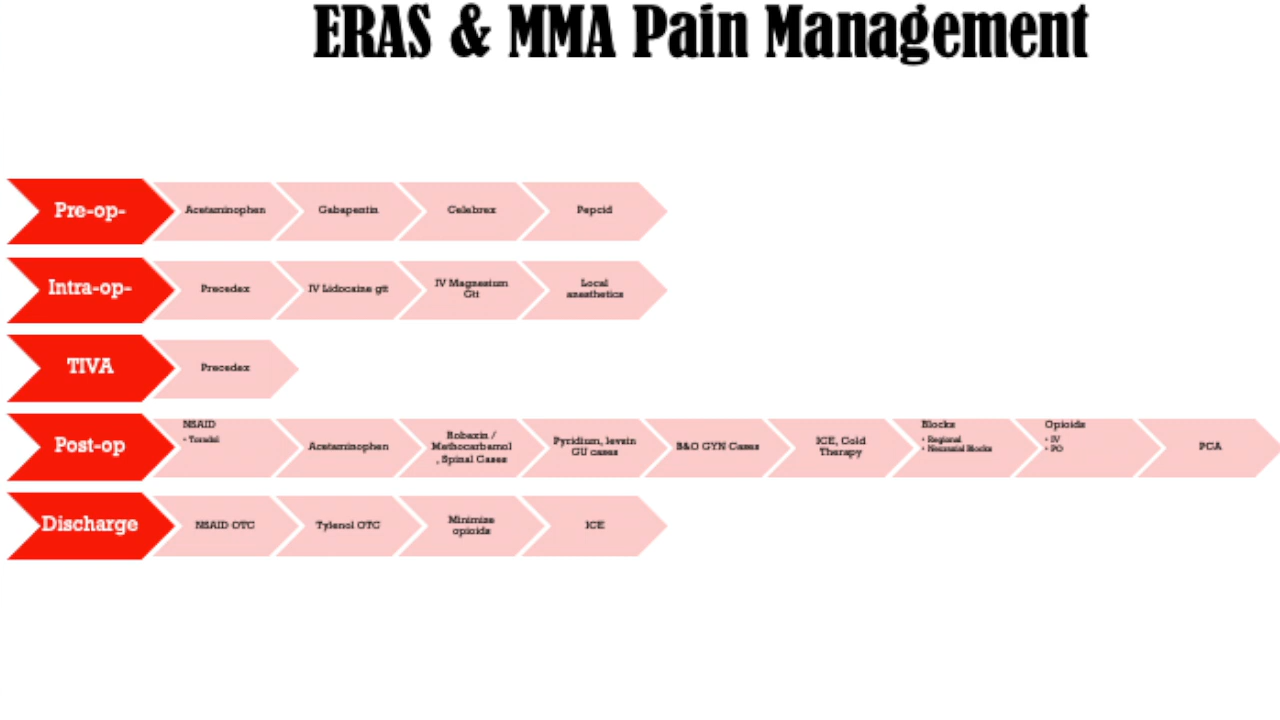 ERAS & MMA Pain Management
Pre-op-
Acetaminophen
Gabapentin
Celebrex
Pepcid
Intra-op-
Precedex
IV Lidocaine gtt
IV Magnesium
Gtt
Local
anesthetics
TIVA
Precedex
Post-op
NSAID
• Toradol
Acetaminophen
Robaxin /
Methocarbamol
, Spinal Cases
Pyridium, levsin
GU cases
B&O GYN Cases
ICE, Cold
Therapy
Blocks
• Regional
• Neuraxial Blocks
Opioids
• IV
• PO
PCA
Discharge
NSAID OTC
Tylenol OTC
Minimize
opioids
ICE